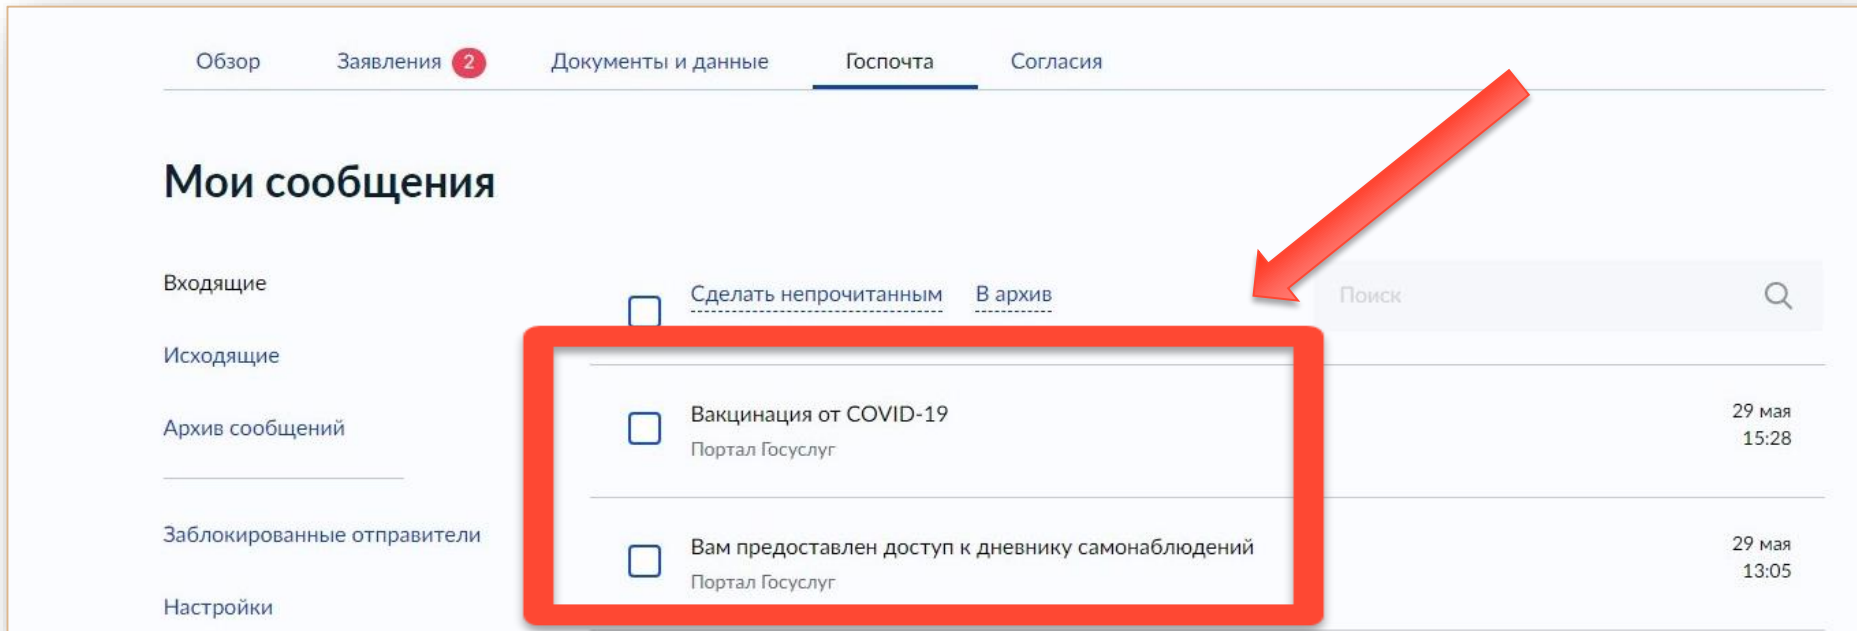 Обзор Заявления 2 Документы и данные Госпочта Согласия
Мои сообщения
Входящие
Исходящие
Архив сообщений
Заблокированные отправители
Настройки
Сделать непрочитанным В архив Поиск
Вакцинация от COVID-19
Портал Госуслуг
29 мая
15:28
Вам предоставлен доступ к дневнику самонаблюдений
Портал Госуслуг
29 мая
13:05